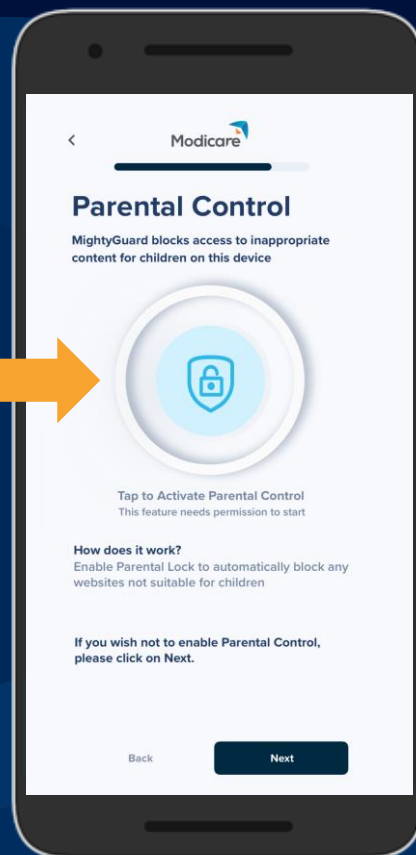 Modicare
Parental Control
MightyGuard blocks access to inappropriate
content for children on this device
Tap to Activate Parental Control
This feature needs permission to start
How does it work?
Enable Parental Lock to automatically block any
websites not suitable for children
If you wish not to enable Parental Control,
please click on Next.
Back
Next